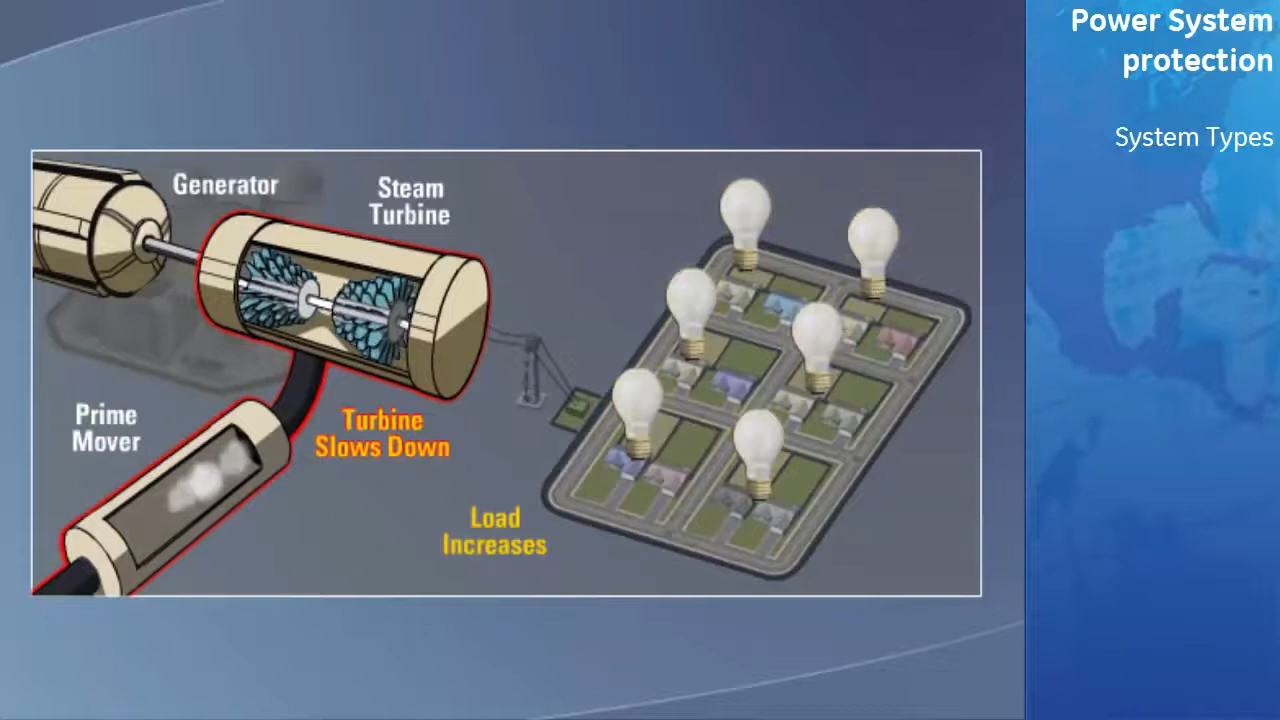 Power System
protection
System Types
Generator
Steam
Turbine
Prime
Mover
Turbine
Slows Down
Load
Increases